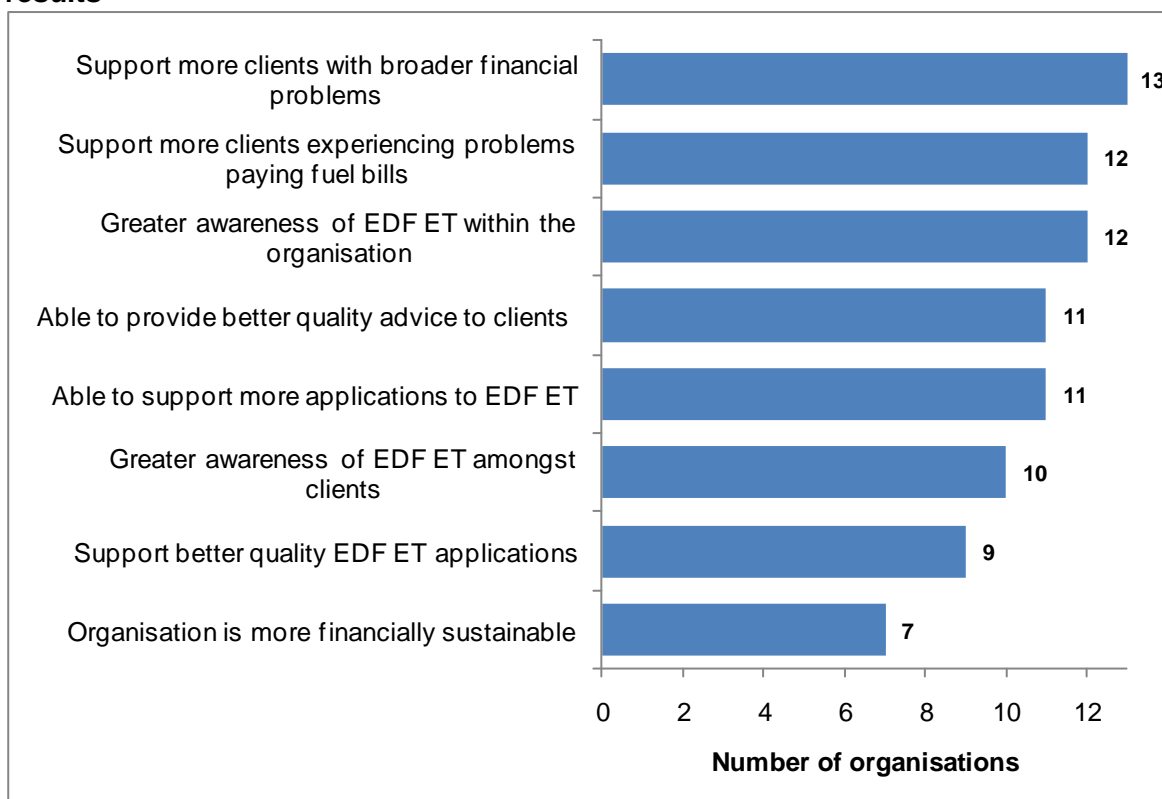 results
Support more clients with broader financial
problems
13
Support more clients experiencing problems
paying fuel bills
12
Greater awareness of EDF ET within the
organisation
12
Able to provide better quality advice to clients
11
Able to support more applications to EDF ET
11
Greater awareness of EDF ET amongst
clients
10
Support better quality EDF ET applications
9
Organisation is more financially sustainable
7
0 2 4 6 8 10 12
Number of organisations